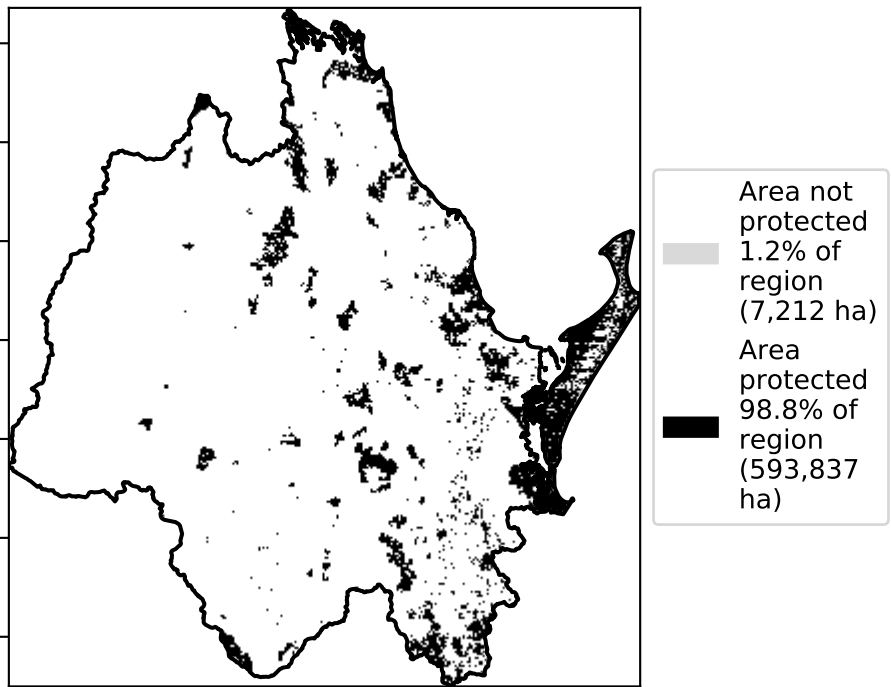 Area not
protected
1.2% of
region
(7,212 ha)
Area
protected
98.8% of
region
(593,837
ha)